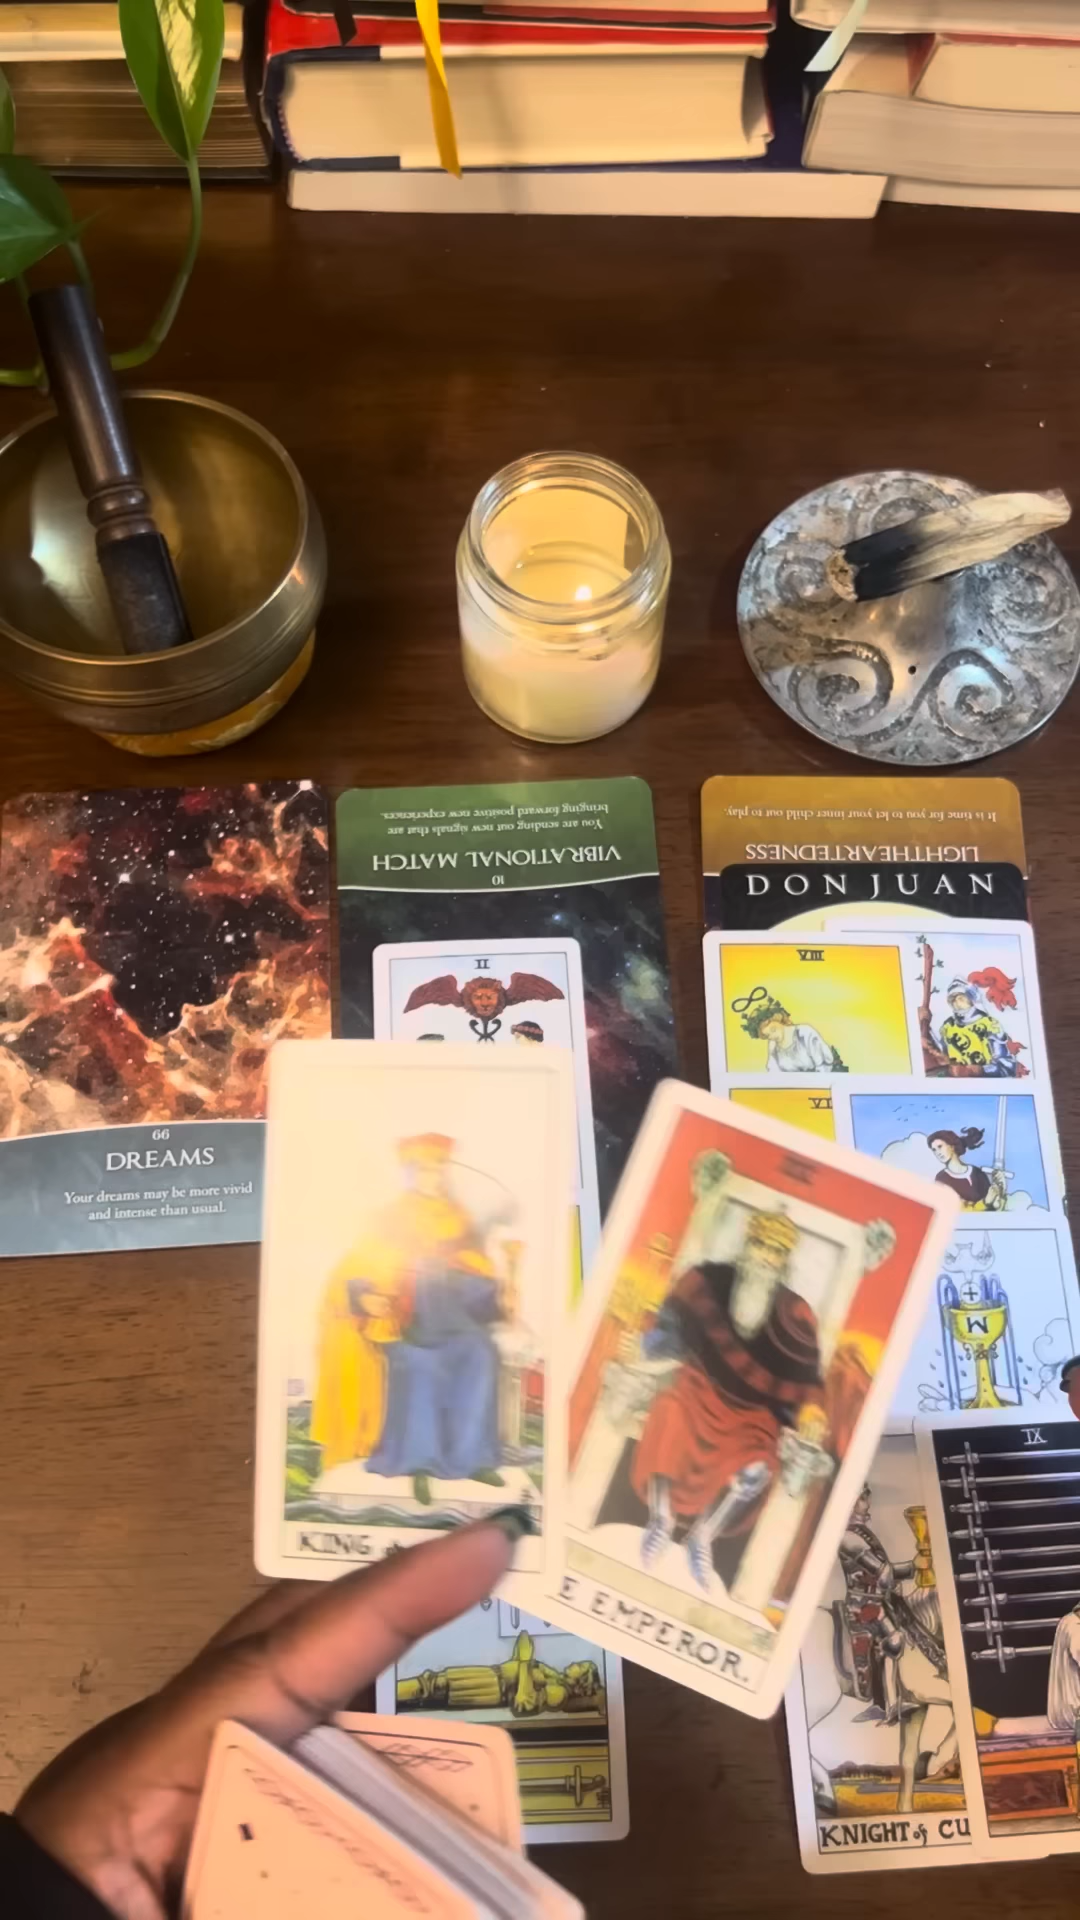 It is time for you to let your inner child out to play.
LIGHTHEARTEDNESS
DON JUAN
You are sending out new signals that are
bringing forward positive new experiences.
VIBRATIONAL MATCH
10
II
VIII
VI
66
DREAMS
Your dreams may be more vivid
and intense than usual.
KING
E EMPEROR.
IX
KNIGHT of CU